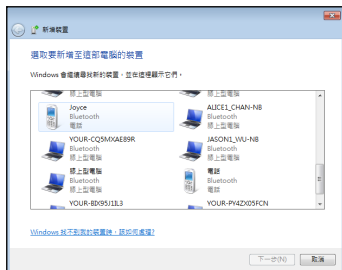 新增裝置
選取要新增至這部電腦的裝置
Windows 會繼續尋找新的裝置，並在這裡顯示它們。
膝上型電腦
膝上型電腦
Joyce
Bluetooth
電話
ALICE1_CHAN-NB
Bluetooth
膝上型電腦
YOUR-CQ5MXAE89R
Bluetooth
膝上型電腦
JASON1_WU-NB
Bluetooth
膝上型電腦
膝上型電腦
Bluetooth
膝上型電腦
電話
Bluetooth
電話
YOUR-BIX95J1L3
YOUR-PY4ZX05FCN
Windows 找不到我的裝置時，該如何處理?
下一步(N)
取消